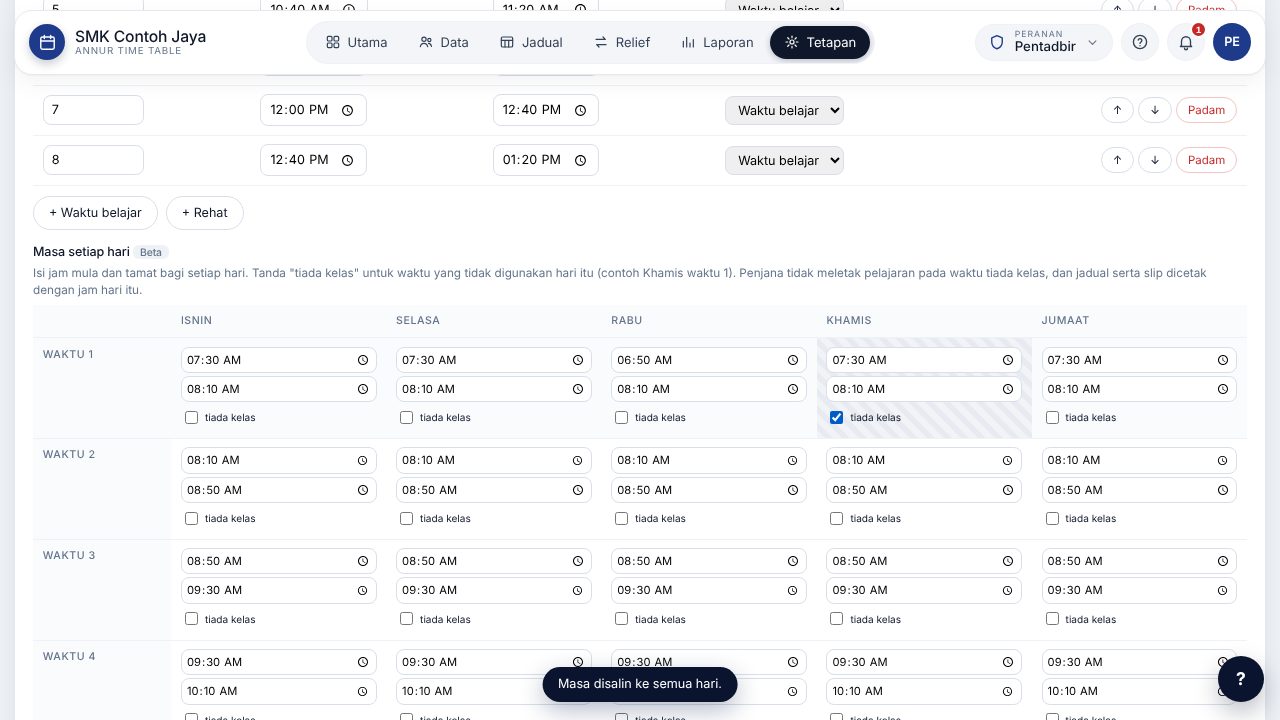 SMK Contoh Jaya
ANNUR TIME TABLE
Utama
Data
Jadual
Relief
Laporan
Tetapan
PERANAN
Pentadbir
1
PE
7 12:00 PM 12:40 PM Waktu belajar ↑ ↓ Padam
8 12:40 PM 01:20 PM Waktu belajar ↑ ↓ Padam
+ Waktu belajar + Rehat
Masa setiap hari Beta
Isi jam mula dan tamat bagi setiap hari. Tanda "tiada kelas" untuk waktu yang tidak digunakan hari itu (contoh Khamis waktu 1). Penjana tidak meletak pelajaran pada waktu tiada kelas, dan jadual serta slip dicetak
dengan jam hari itu.
ISNIN SELASA RABU KHAMIS JUMAAT
WAKTU 1
07:30 AM 07:30 AM 06:50 AM 07:30 AM 07:30 AM
08:10 AM 08:10 AM 08:10 AM 08:10 AM 08:10 AM
tiada kelas tiada kelas tiada kelas tiada kelas tiada kelas
WAKTU 2
08:10 AM 08:10 AM 08:10 AM 08:10 AM 08:10 AM
08:50 AM 08:50 AM 08:50 AM 08:50 AM 08:50 AM
tiada kelas tiada kelas tiada kelas tiada kelas tiada kelas
WAKTU 3
08:50 AM 08:50 AM 08:50 AM 08:50 AM 08:50 AM
09:30 AM 09:30 AM 09:30 AM 09:30 AM 09:30 AM
tiada kelas tiada kelas tiada kelas tiada kelas tiada kelas
WAKTU 4
09:30 AM 09:30 AM 09:30 AM 09:30 AM 09:30 AM
10:10 AM 10:10 AM 10:10 AM 10:10 AM
Masa disalin ke semua hari.
?